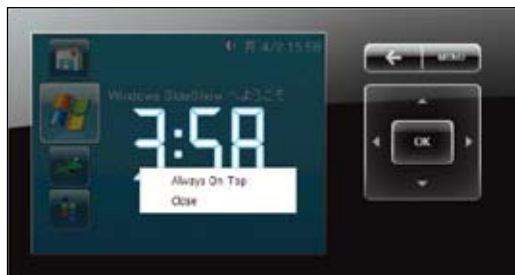 月 4/2 15:58
Windows SideShow へようこそ
3:58
Always On Top
Close
← MENU
OK